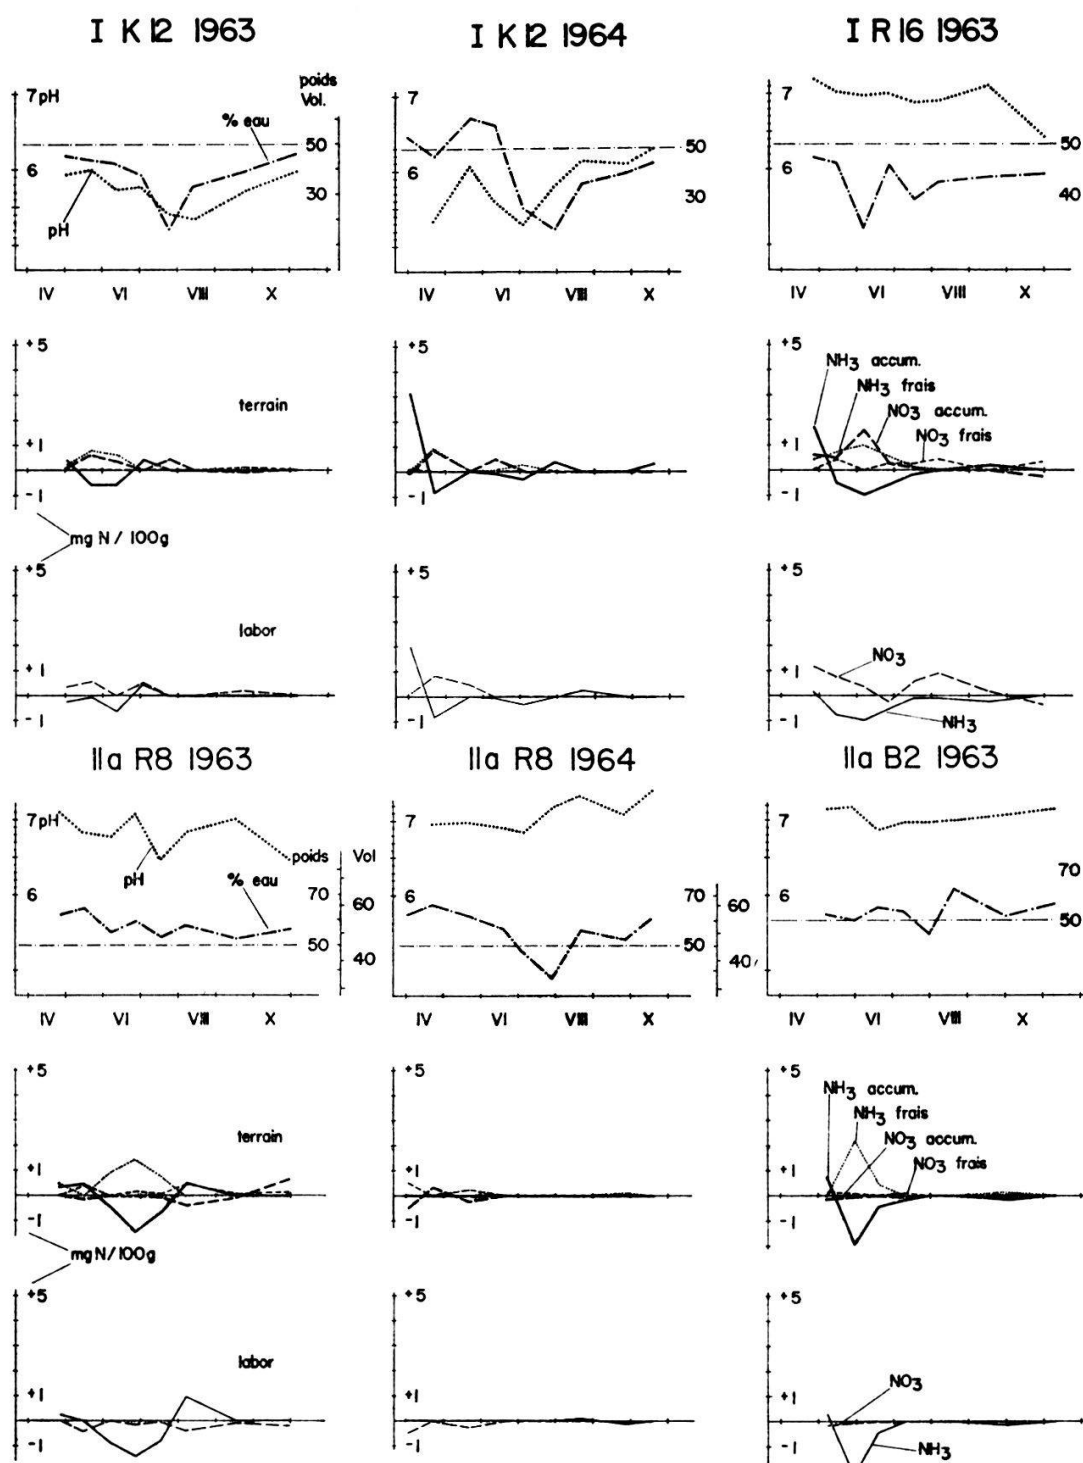 I K12 1963
I K12 1964
I R16 1963
7 pH
poids
Vol.
% eau
50
6
30
pH
IV VI VIII X
7
50
6
30
IV VI VIII X
7
50
6
40
IV VI VIII X
+5
terrain
+1
-1
mg N / 100g
+5
+1
-1
+5
NH3 accum.
NH3 frais
NO3 accum.
+1
NO3 frais
-1
+5
labor
+1
-1
+5
+1
-1
+5
+1
NO3
-1
NH3
IIa R8 1963
IIa R8 1964
IIa B2 1963
7 pH
poids Vol
pH
% eau
6
70
60
50
40
IV VI VIII X
7
6
70
60
50
40
IV VI VIII X
7
70
6
50
IV VI VIII X
+5
terrain
+1
-1
mg N / 100g
+5
+1
-1
+5
NH3 accum.
NH3 frais
NO3 accum.
+1
NO3 frais
-1
+5
labor
+1
-1
+5
+1
-1
+5
+1
NO3
-1
NH3